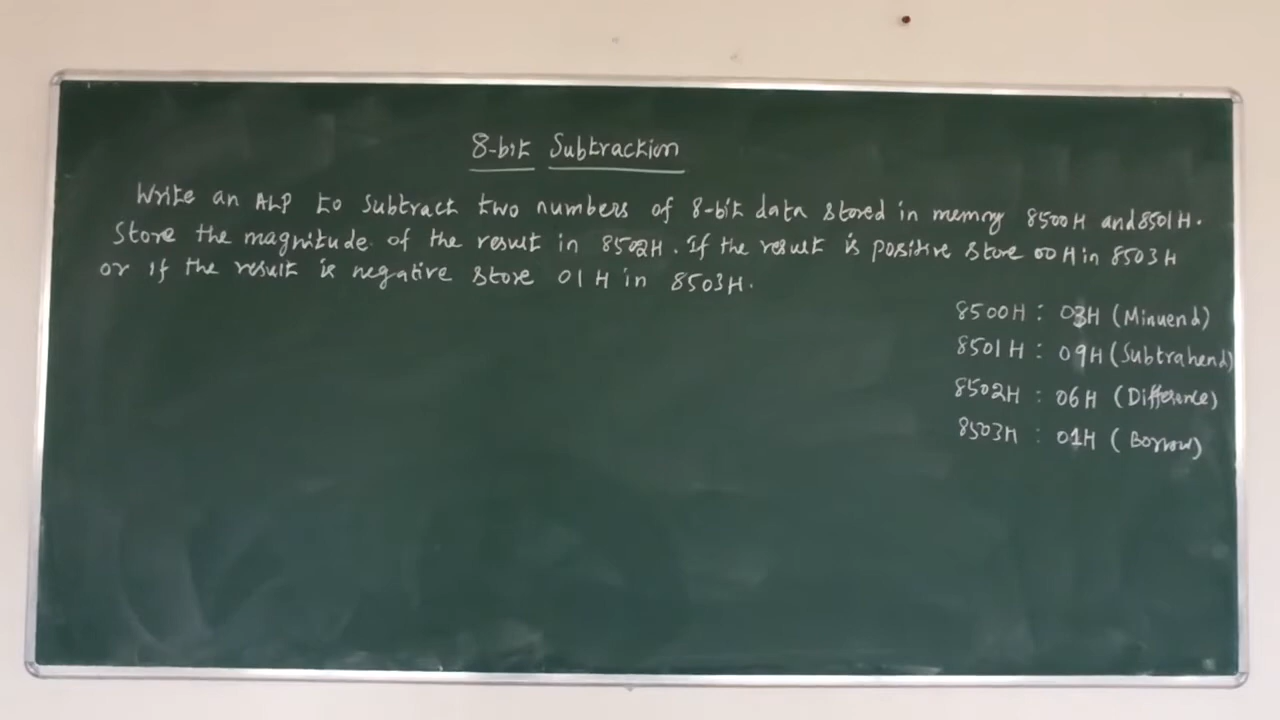 8-bit Subtraction
Write an ALP to subtract two numbers of 8-bit data stored in memory 8500H and 8501H.
Store the magnitude of the result in 8502H. If the result is positive store 00H in 8503H
or if the result is negative store 01H in 8503H.
8500H : 03H (Minuend)
8501H : 09H (Subtrahend)
8502H : 06H (Difference)
8503H : 01H (Borrow)